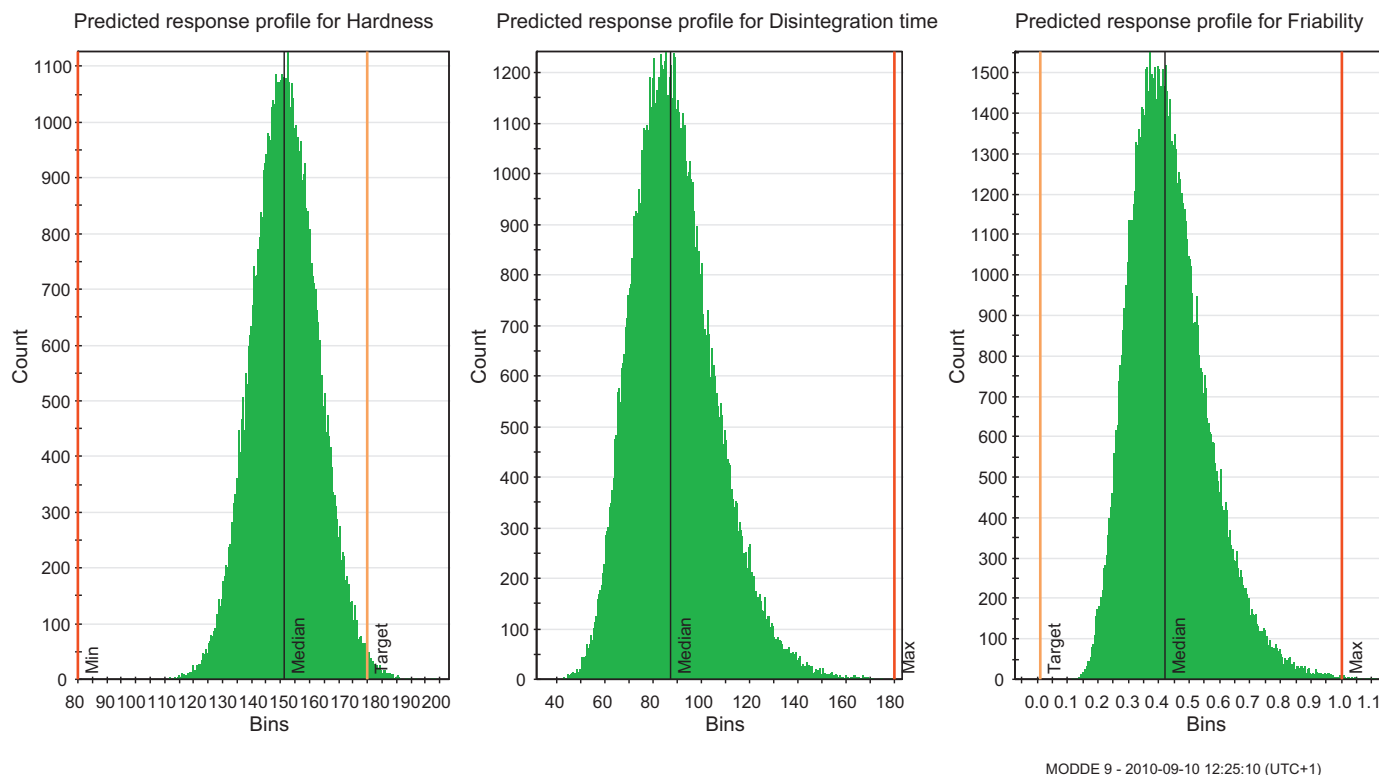 Predicted response profile for Hardness
1100
1000
900
800
700
600
500
400
300
200
100
0
Count
Min
Median
Target
80 90 100 110 120 130 140 150 160 170 180 190 200
Bins
Predicted response profile for Disintegration time
1200
1100
1000
900
800
700
600
500
400
300
200
100
0
Count
Median
Max
40 60 80 100 120 140 160 180
Bins
Predicted response profile for Friability
1500
1400
1300
1200
1100
1000
900
800
700
600
500
400
300
200
100
0
Count
Target
Median
Max
0.0 0.1 0.2 0.3 0.4 0.5 0.6 0.7 0.8 0.9 1.0 1.1
Bins
MODDE 9 - 2010-09-10 12:25:10 (UTC+1)